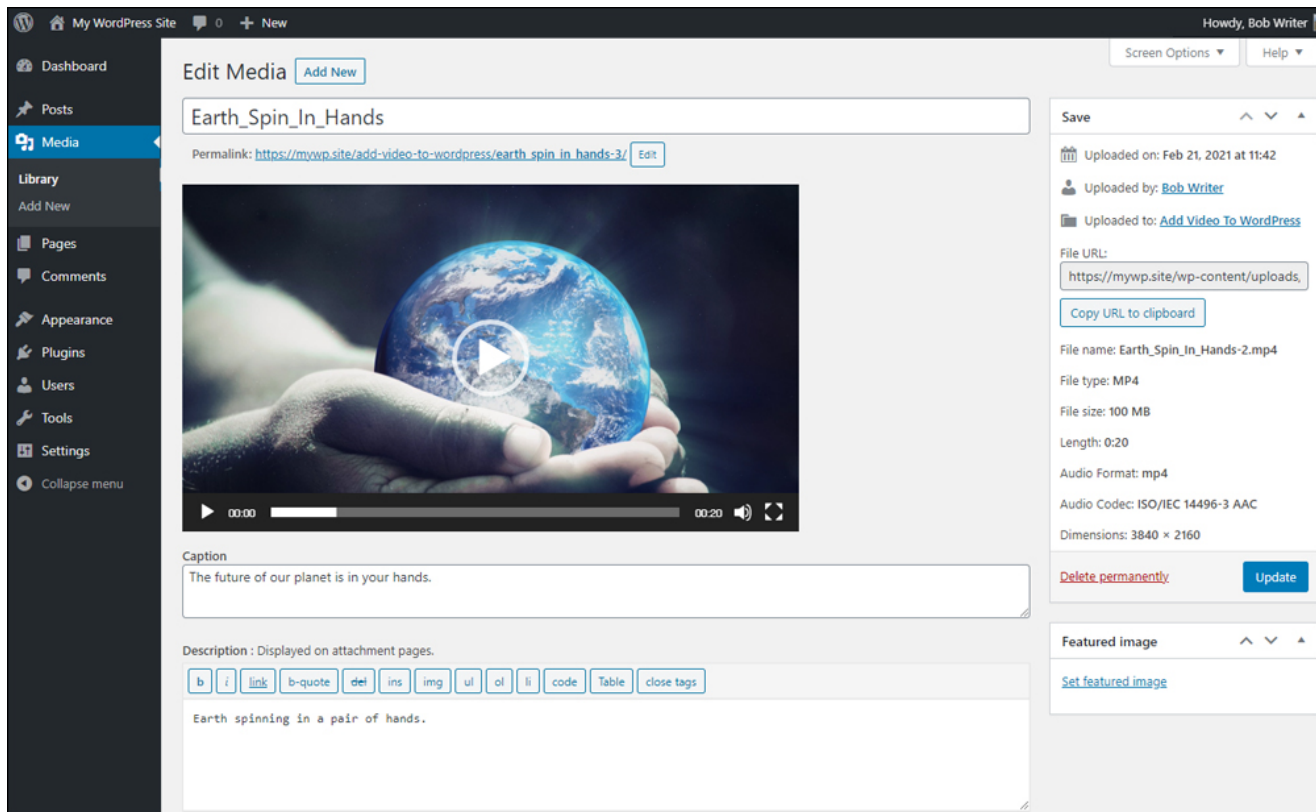 My WordPress Site 0 New Howdy, Bob Writer
Screen Options Help
Dashboard
Posts
Media
Library
Add New
Pages
Comments
Appearance
Plugins
Users
Tools
Settings
Collapse menu
Edit Media Add New
Earth_Spin_In_Hands
Permalink: https://mywp.site/add-video-to-wordpress/earth_spin_in_hands-3/ Edit
00:00 00:20
Caption
The future of our planet is in your hands.
Description : Displayed on attachment pages.
b i link b-quote del ins img ul ol li code Table close tags
Earth spinning in a pair of hands.
Save
Uploaded on: Feb 21, 2021 at 11:42
Uploaded by: Bob Writer
Uploaded to: Add Video To WordPress
File URL:
https://mywp.site/wp-content/uploads,
Copy URL to clipboard
File name: Earth_Spin_In_Hands-2.mp4
File type: MP4
File size: 100 MB
Length: 0:20
Audio Format: mp4
Audio Codec: ISO/IEC 14496-3 AAC
Dimensions: 3840 × 2160
Delete permanently Update
Featured image
Set featured image